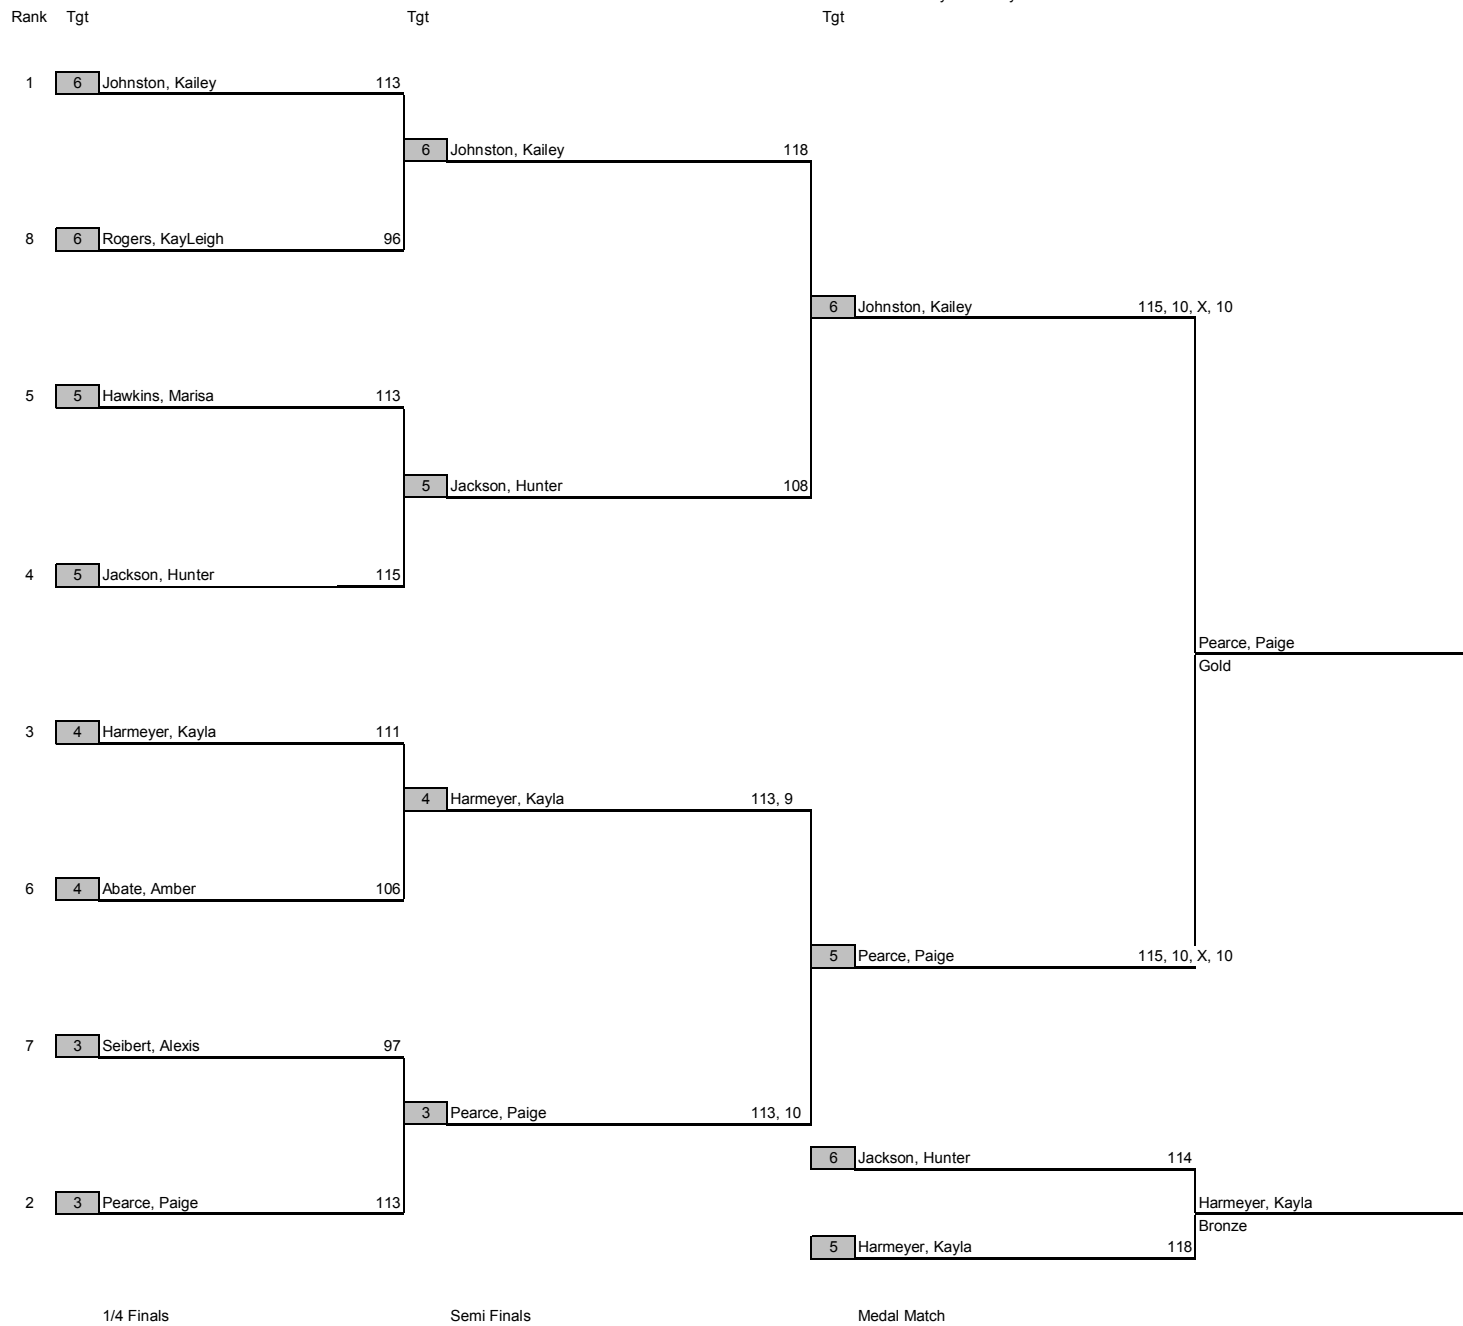 Rank Tgt Tgt Tgt
1 6 Johnston, Kailey 113
6 Johnston, Kailey 118
8 6 Rogers, KayLeigh 96
6 Johnston, Kailey 115, 10, X, 10
5 5 Hawkins, Marisa 113
5 Jackson, Hunter 108
4 5 Jackson, Hunter 115
Pearce, Paige
Gold
3 4 Harmeyer, Kayla 111
4 Harmeyer, Kayla 113, 9
6 4 Abate, Amber 106
5 Pearce, Paige 115, 10, X, 10
7 3 Seibert, Alexis 97
3 Pearce, Paige 113, 10
6 Jackson, Hunter 114
2 3 Pearce, Paige 113
Harmeyer, Kayla
Bronze
5 Harmeyer, Kayla 118
1/4 Finals Semi Finals Medal Match